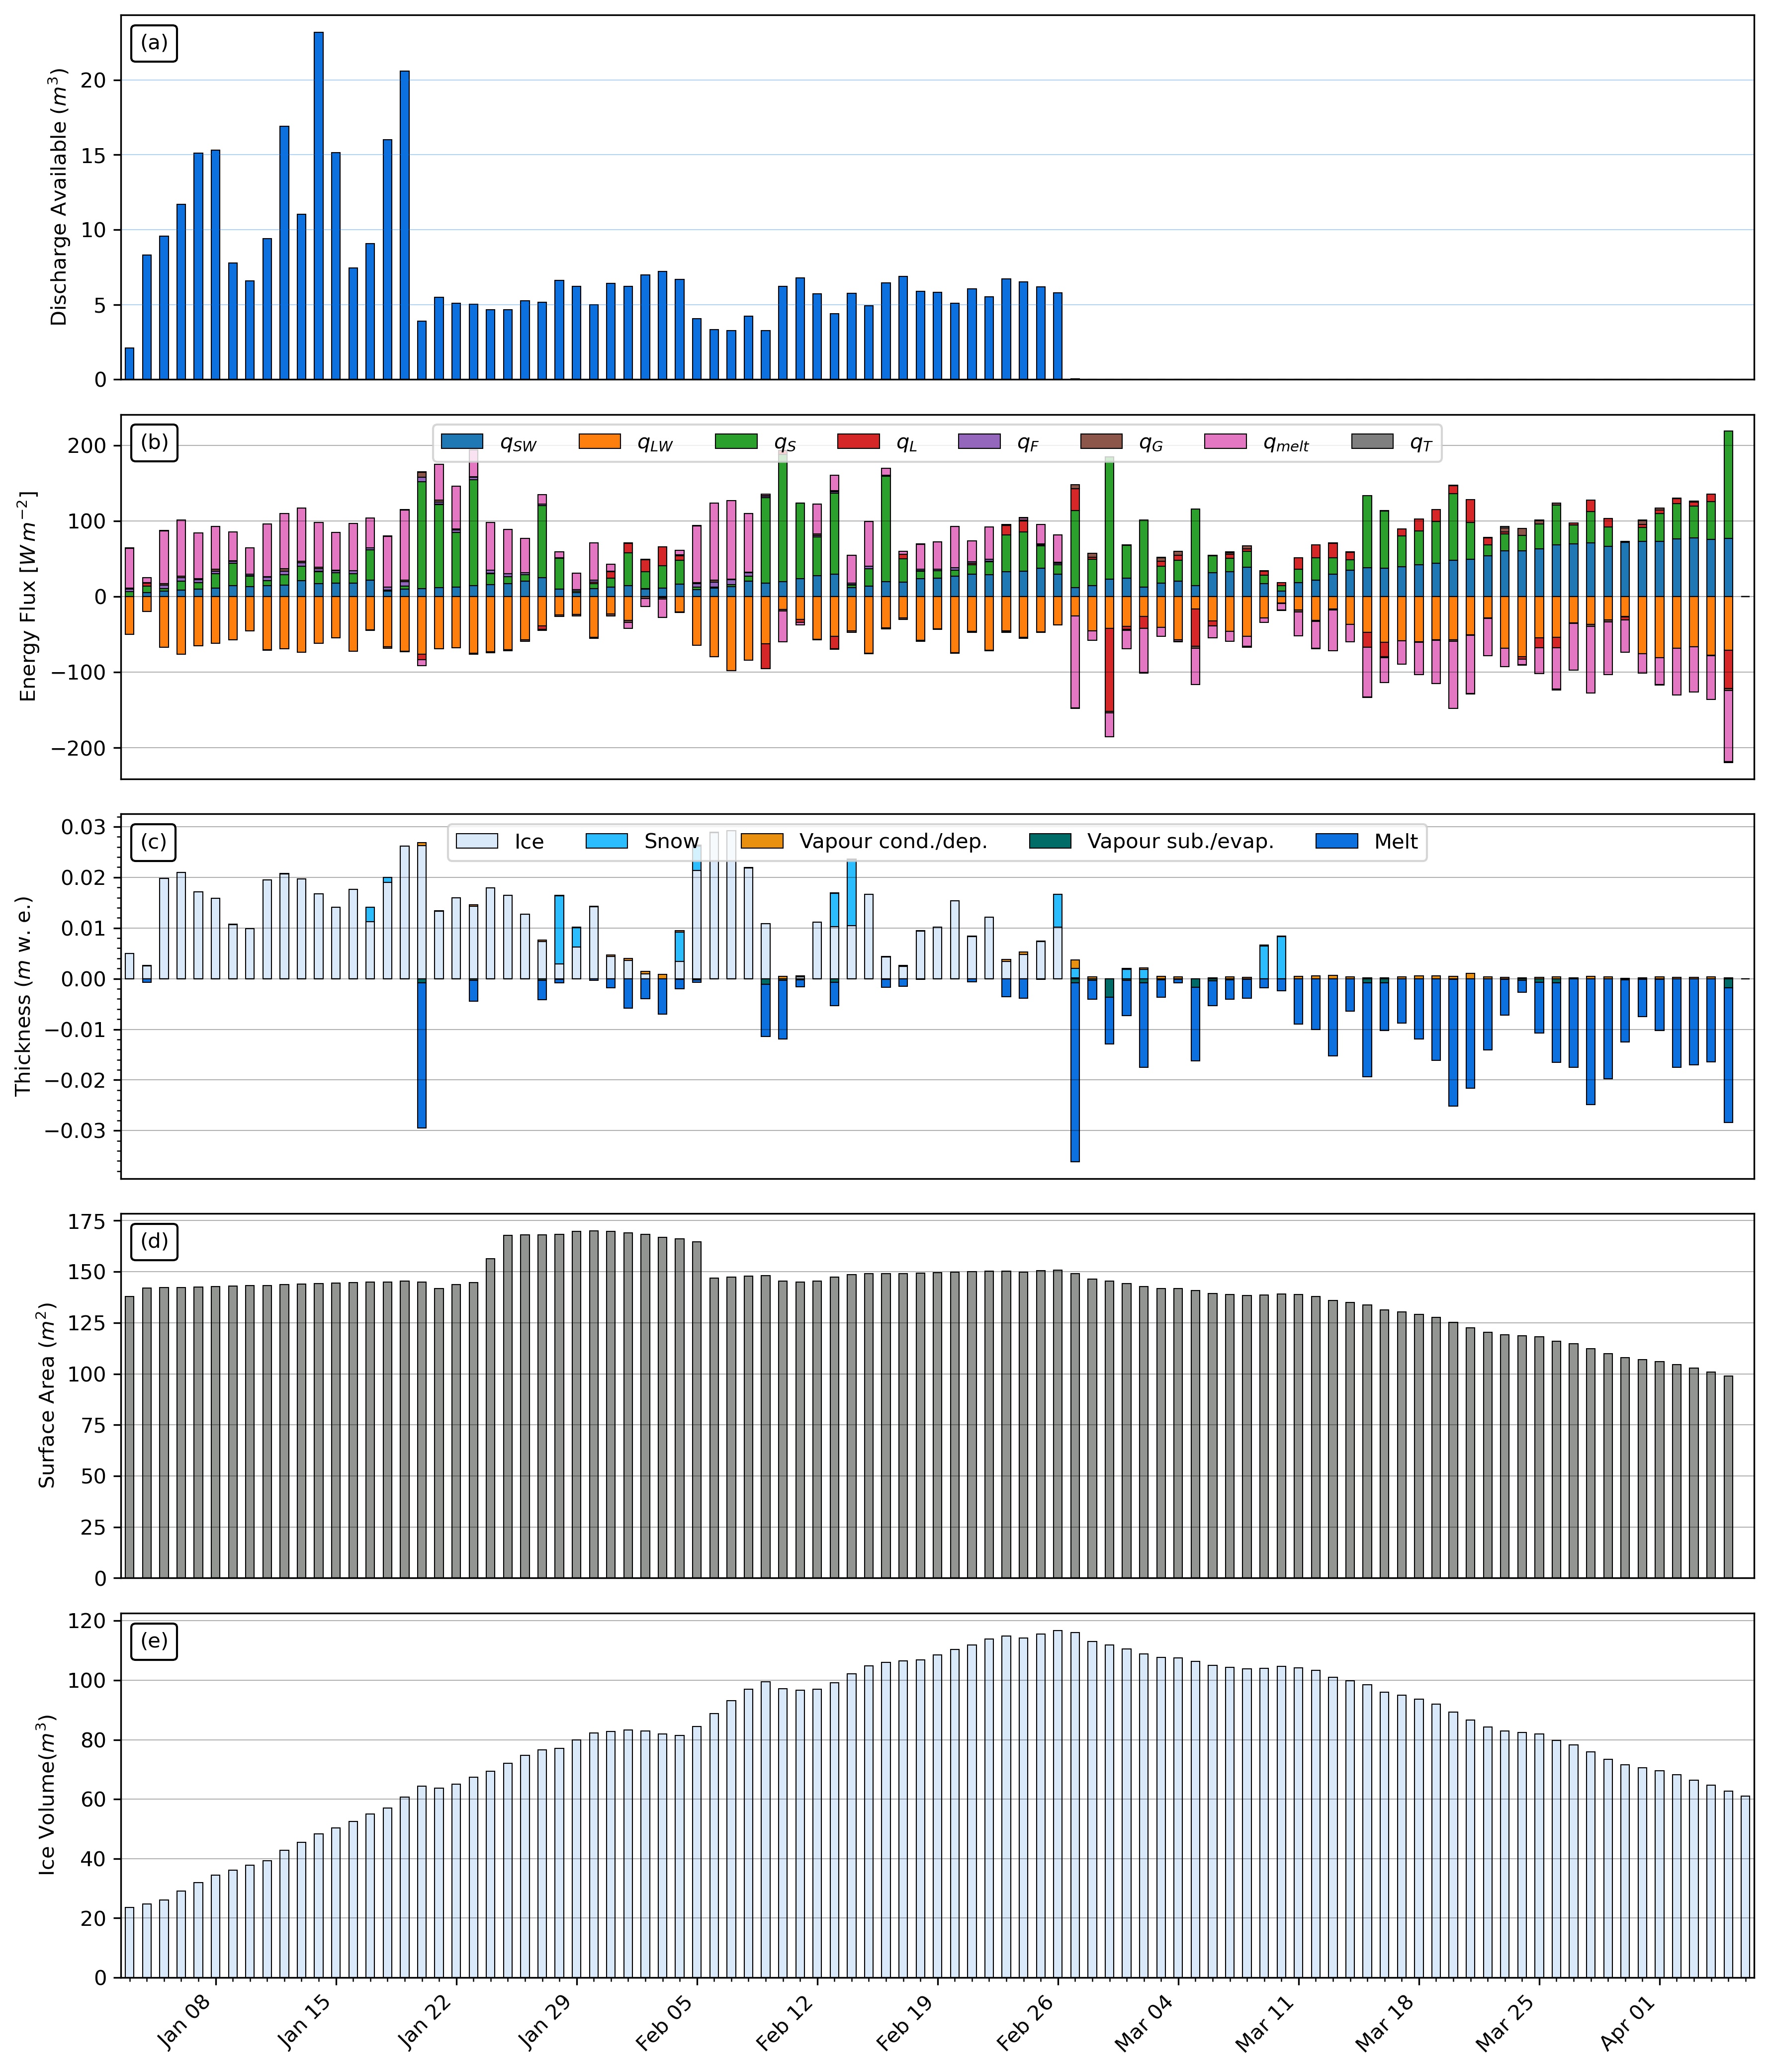 (a)
Discharge Available (m³)
20
15
10
5
0
(b)
q_SW q_LW q_S q_L q_F q_G q_melt q_T
Energy Flux [W m⁻²]
200
100
0
−100
−200
(c)
Ice Snow Vapour cond./dep. Vapour sub./evap. Melt
Thickness (m w. e.)
0.03
0.02
0.01
0.00
−0.01
−0.02
−0.03
(d)
Surface Area (m²)
175
150
125
100
75
50
25
0
(e)
Ice Volume(m³)
120
100
80
60
40
20
0
Jan 08 Jan 15 Jan 22 Jan 29 Feb 05 Feb 12 Feb 19 Feb 26 Mar 04 Mar 11 Mar 18 Mar 25 Apr 01